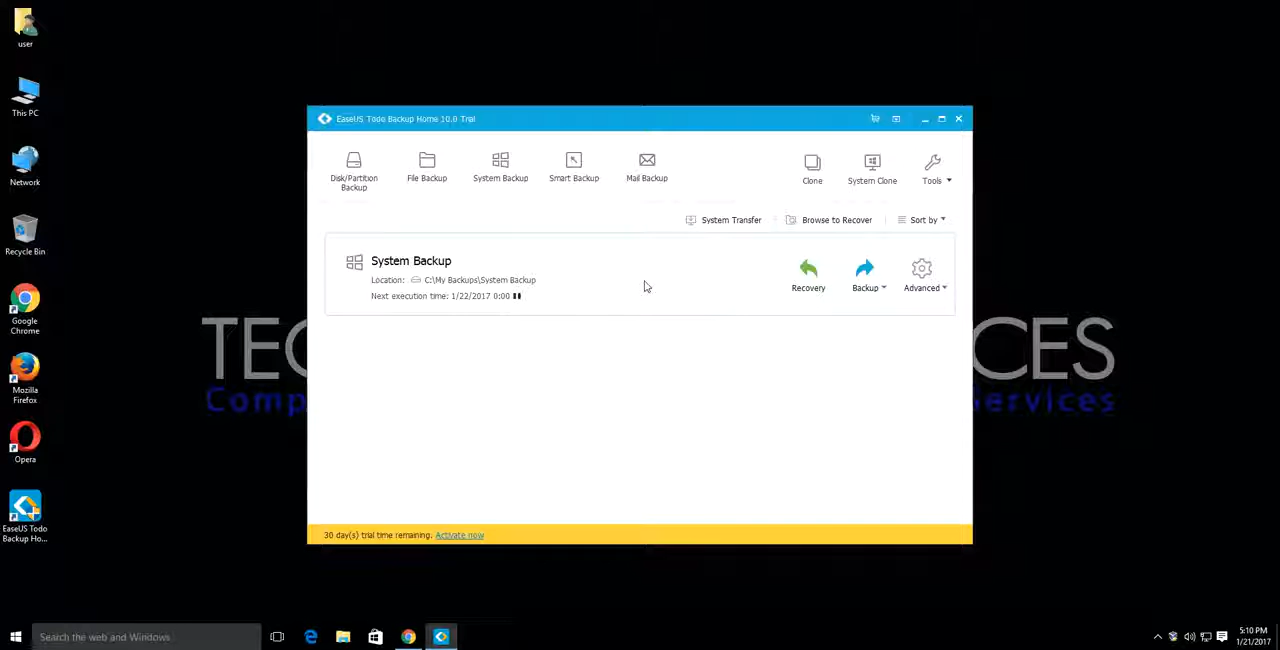 user
This PC
Network
Recycle Bin
Google
Chrome
Mozilla
Firefox
Opera
EaseUS Todo
Backup Ho...
EaseUS Todo Backup Home 10.0 Trial
Disk/Partition
Backup
File Backup
System Backup
Smart Backup
Mail Backup
Clone
System Clone
Tools
System Transfer
Browse to Recover
Sort by
System Backup
Location: C:\My Backups\System Backup
Next execution time: 1/22/2017 0:00
Recovery
Backup
Advanced
30 day(s) trial time remaining. Activate now
Search the web and Windows
5:10 PM
1/21/2017